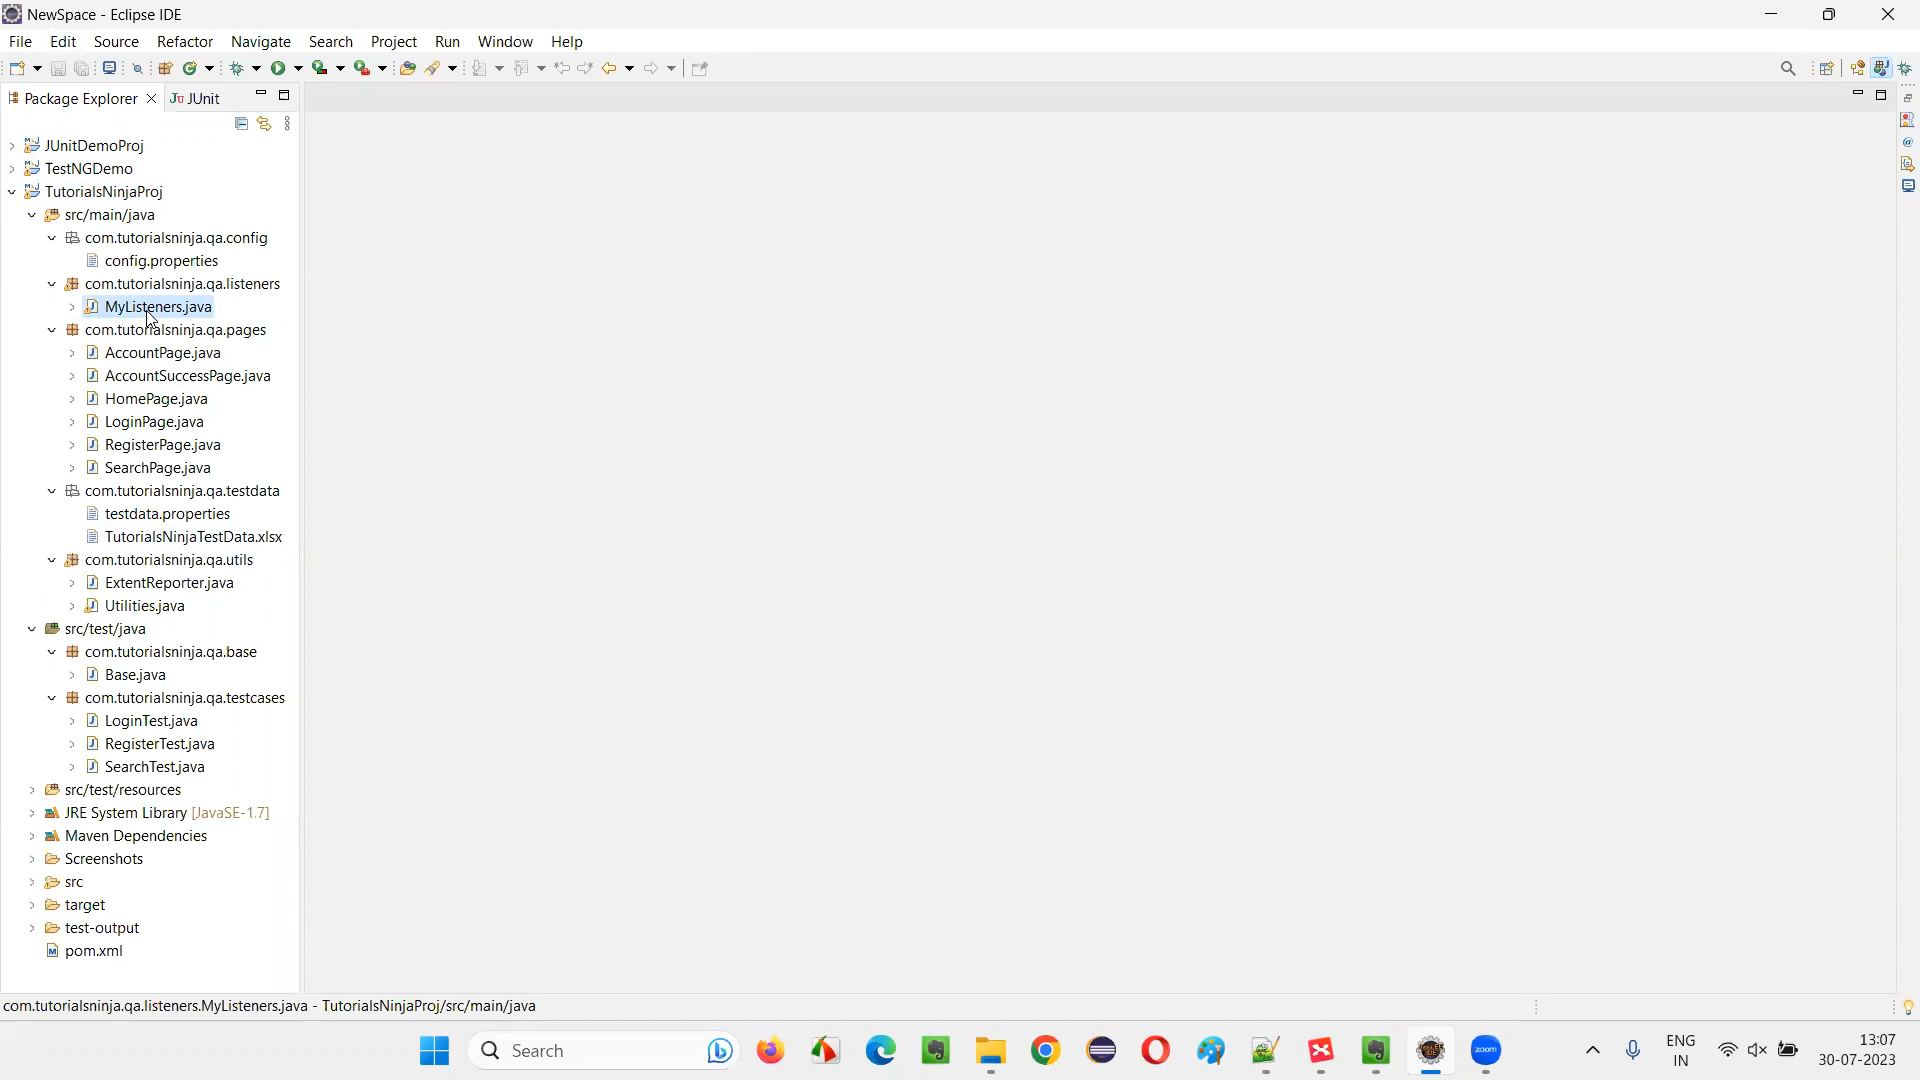 NewSpace - Eclipse IDE
File Edit Source Refactor Navigate Search Project Run Window Help
Package Explorer JUnit
JUnitDemoProj
TestNGDemo
TutorialsNinjaProj
src/main/java
com.tutorialsninja.qa.config
config.properties
com.tutorialsninja.qa.listeners
MyListeners.java
com.tutorialsninja.qa.pages
AccountPage.java
AccountSuccessPage.java
HomePage.java
LoginPage.java
RegisterPage.java
SearchPage.java
com.tutorialsninja.qa.testdata
testdata.properties
TutorialsNinjaTestData.xlsx
com.tutorialsninja.qa.utils
ExtentReporter.java
Utilities.java
src/test/java
com.tutorialsninja.qa.base
Base.java
com.tutorialsninja.qa.testcases
LoginTest.java
RegisterTest.java
SearchTest.java
src/test/resources
JRE System Library [JavaSE-1.7]
Maven Dependencies
Screenshots
src
target
test-output
pom.xml
com.tutorialsninja.qa.listeners.MyListeners.java - TutorialsNinjaProj/src/main/java
Search
zoom
ENG
IN
13:07
30-07-2023